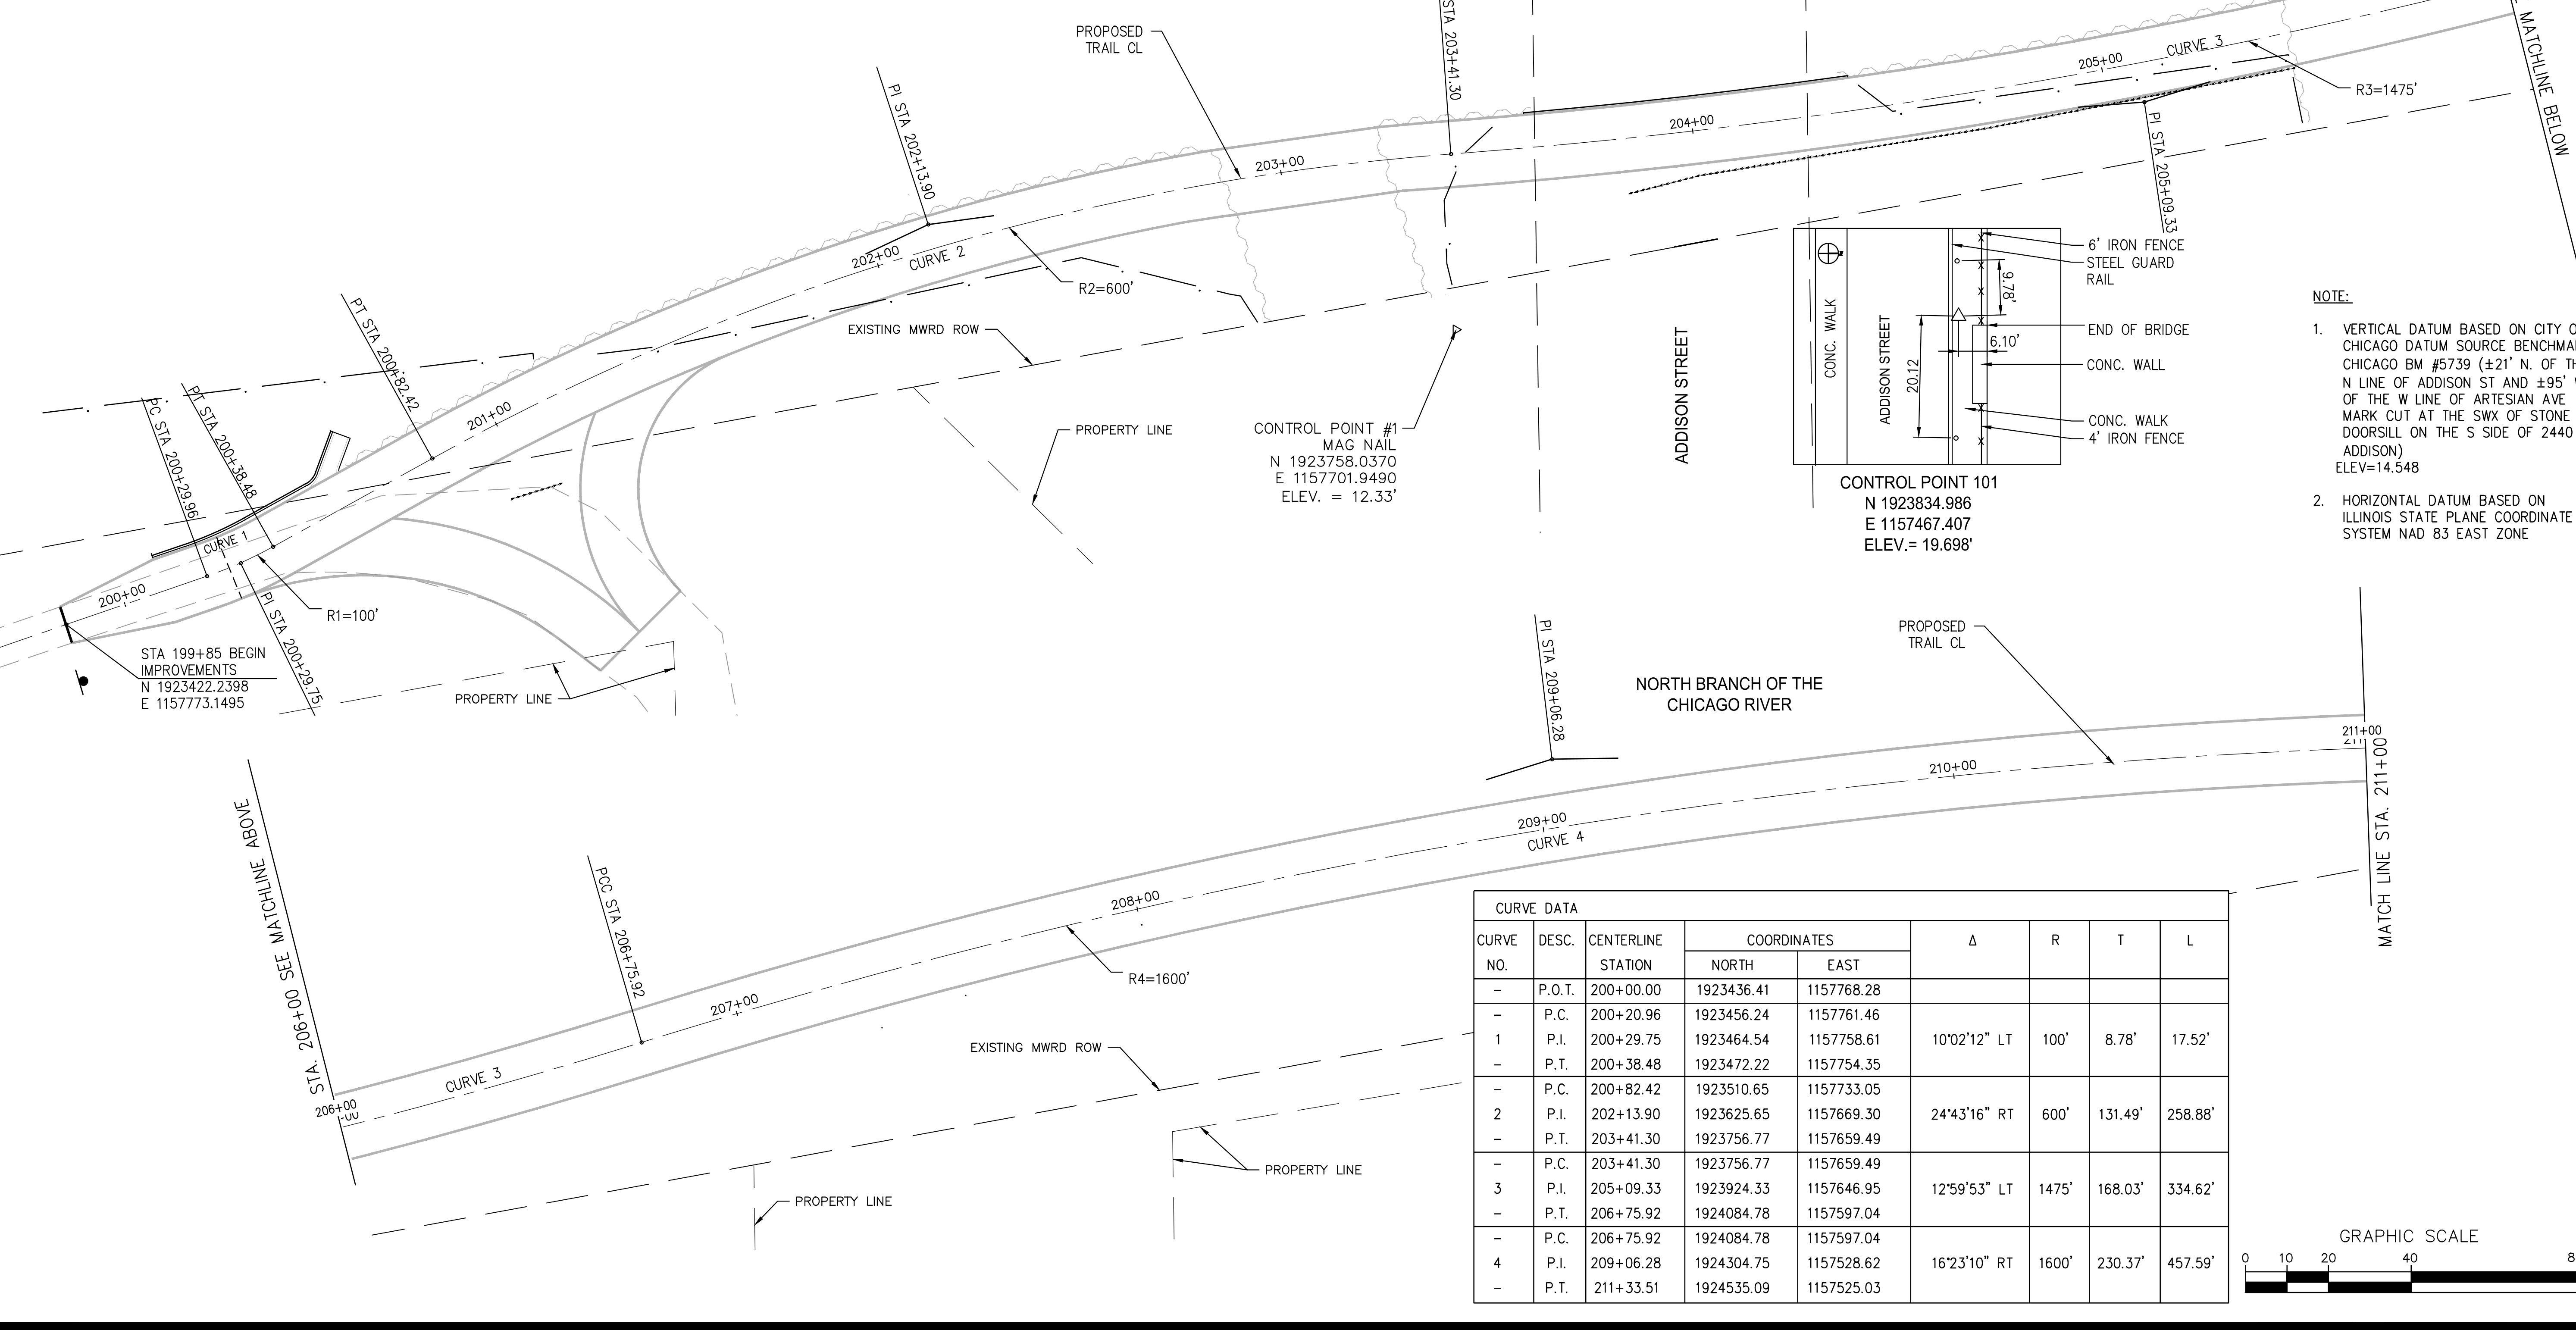 PROPOSED
TRAIL CL
STA 203+41.30
MATCHLINE BELOW
PI STA 202+13.90
203+00
204+00
205+00
CURVE 3
R3=1475'
PI STA 205+09.33
202+00
CURVE 2
R2=600'
EXISTING MWRD ROW
PT STA 200+82.42
201+00
PROPERTY LINE
PC STA 200+29.96
PT STA 200+38.48
CURVE 1
200+00
R1=100'
PI STA 200+29.75
STA 199+85 BEGIN
IMPROVEMENTS
N 1923422.2398
E 1157773.1495
PROPERTY LINE
CONTROL POINT #1
MAG NAIL
N 1923758.0370
E 1157701.9490
ELEV. = 12.33'
ADDISON STREET
CONC. WALK
ADDISON STREET
20.12
9.78'
6.10'
6' IRON FENCE
STEEL GUARD
RAIL
END OF BRIDGE
CONC. WALL
CONC. WALK
4' IRON FENCE
CONTROL POINT 101
N 1923834.986
E 1157467.407
ELEV.= 19.698'
NOTE:
1. VERTICAL DATUM BASED ON CITY O
CHICAGO DATUM SOURCE BENCHMA
CHICAGO BM #5739 (±21' N. OF TH
N LINE OF ADDISON ST AND ±95'
OF THE W LINE OF ARTESIAN AVE
MARK CUT AT THE SWX OF STONE
DOORSILL ON THE S SIDE OF 2440
ADDISON)
ELEV=14.548
2. HORIZONTAL DATUM BASED ON
ILLINOIS STATE PLANE COORDINATE
SYSTEM NAD 83 EAST ZONE
STA. 206+00 SEE MATCHLINE ABOVE
206+00
CURVE 3
PCC STA 206+75.92
207+00
208+00
R4=1600'
PI STA 209+06.28
NORTH BRANCH OF THE
CHICAGO RIVER
PROPOSED
TRAIL CL
209+00
CURVE 4
210+00
211+00
MATCH LINE STA. 211+00
EXISTING MWRD ROW
PROPERTY LINE
PROPERTY LINE
CURVE DATA
CURVE DESC. CENTERLINE COORDINATES Δ R T L
NO. STATION NORTH EAST
– P.O.T. 200+00.00 1923436.41 1157768.28
– P.C. 200+20.96 1923456.24 1157761.46
1 P.I. 200+29.75 1923464.54 1157758.61 10°02'12" LT 100' 8.78' 17.52'
– P.T. 200+38.48 1923472.22 1157754.35
– P.C. 200+82.42 1923510.65 1157733.05
2 P.I. 202+13.90 1923625.65 1157669.30 24°43'16" RT 600' 131.49' 258.88'
– P.T. 203+41.30 1923756.77 1157659.49
– P.C. 203+41.30 1923756.77 1157659.49
3 P.I. 205+09.33 1923924.33 1157646.95 12°59'53" LT 1475' 168.03' 334.62'
– P.T. 206+75.92 1924084.78 1157597.04
– P.C. 206+75.92 1924084.78 1157597.04
4 P.I. 209+06.28 1924304.75 1157528.62 16°23'10" RT 1600' 230.37' 457.59'
– P.T. 211+33.51 1924535.09 1157525.03
GRAPHIC SCALE
0 10 20 40 8